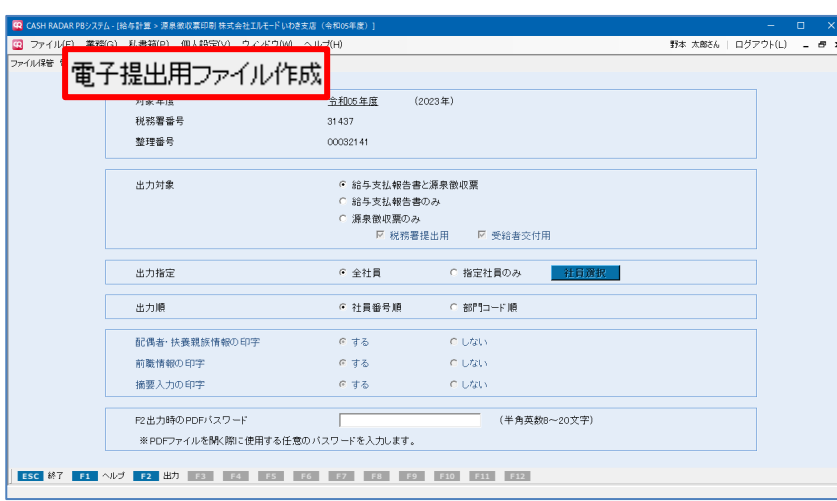 CASH RADAR PBシステム - [給与計算 > 源泉徴収票印刷 株式会社エルモード いわき支店 (令和05年度) ]
ファイル(F) 業務(G) 私書箱(P) 個人設定(V) ウィンドウ(W) ヘルプ(H) 野本 太郎さん ログアウト(L)
ファイル保管
電子提出用ファイル作成
対象年度 令和05年度 (2023年)
税務署番号 31437
整理番号 00032141
出力対象 給与支払報告書と源泉徴収票
給与支払報告書のみ
源泉徴収票のみ
税務署提出用 受給者交付用
出力指定 全社員 指定社員のみ 社員選択
出力順 社員番号順 部門コード順
配偶者・扶養親族情報の印字 する しない
前職情報の印字 する しない
摘要入力の印字 する しない
F2出力時のPDFパスワード (半角英数8~20文字)
※PDFファイルを開く際に使用する任意のパスワードを入力します。
ESC 終了 F1 ヘルプ F2 出力 F3 F4 F5 F6 F7 F8 F9 F10 F11 F12